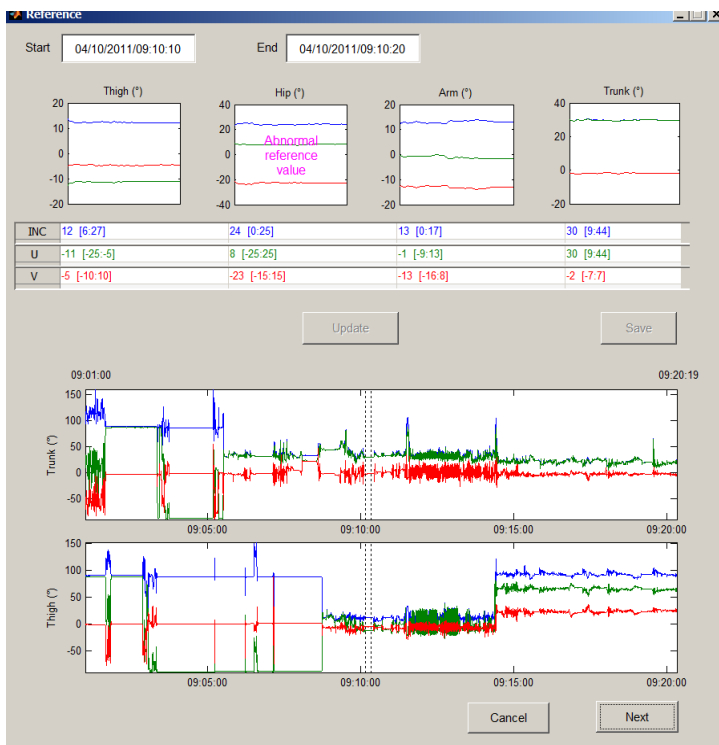 Reference
Start 04/10/2011/09:10:10 End 04/10/2011/09:10:20
Thigh (°) Hip (°) Arm (°) Trunk (°)
20 10 0 -10 -20
40 20 0 -20 -40
20 10 0 -10 -20
40 20 0 -20
Abnormal
reference
value
INC 12 [6:27] 24 [0:25] 13 [0:17] 30 [9:44]
U -11 [-25:-5] 8 [-25:25] -1 [-9:13] 30 [9:44]
V -5 [-10:10] -23 [-15:15] -13 [-16:8] -2 [-7:7]
Update Save
09:01:00 09:20:19
Trunk (°)
150
100
50
0
-50
09:05:00 09:10:00 09:15:00 09:20:00
Thigh (°)
150
100
50
0
-50
09:05:00 09:10:00 09:15:00 09:20:00
Cancel Next